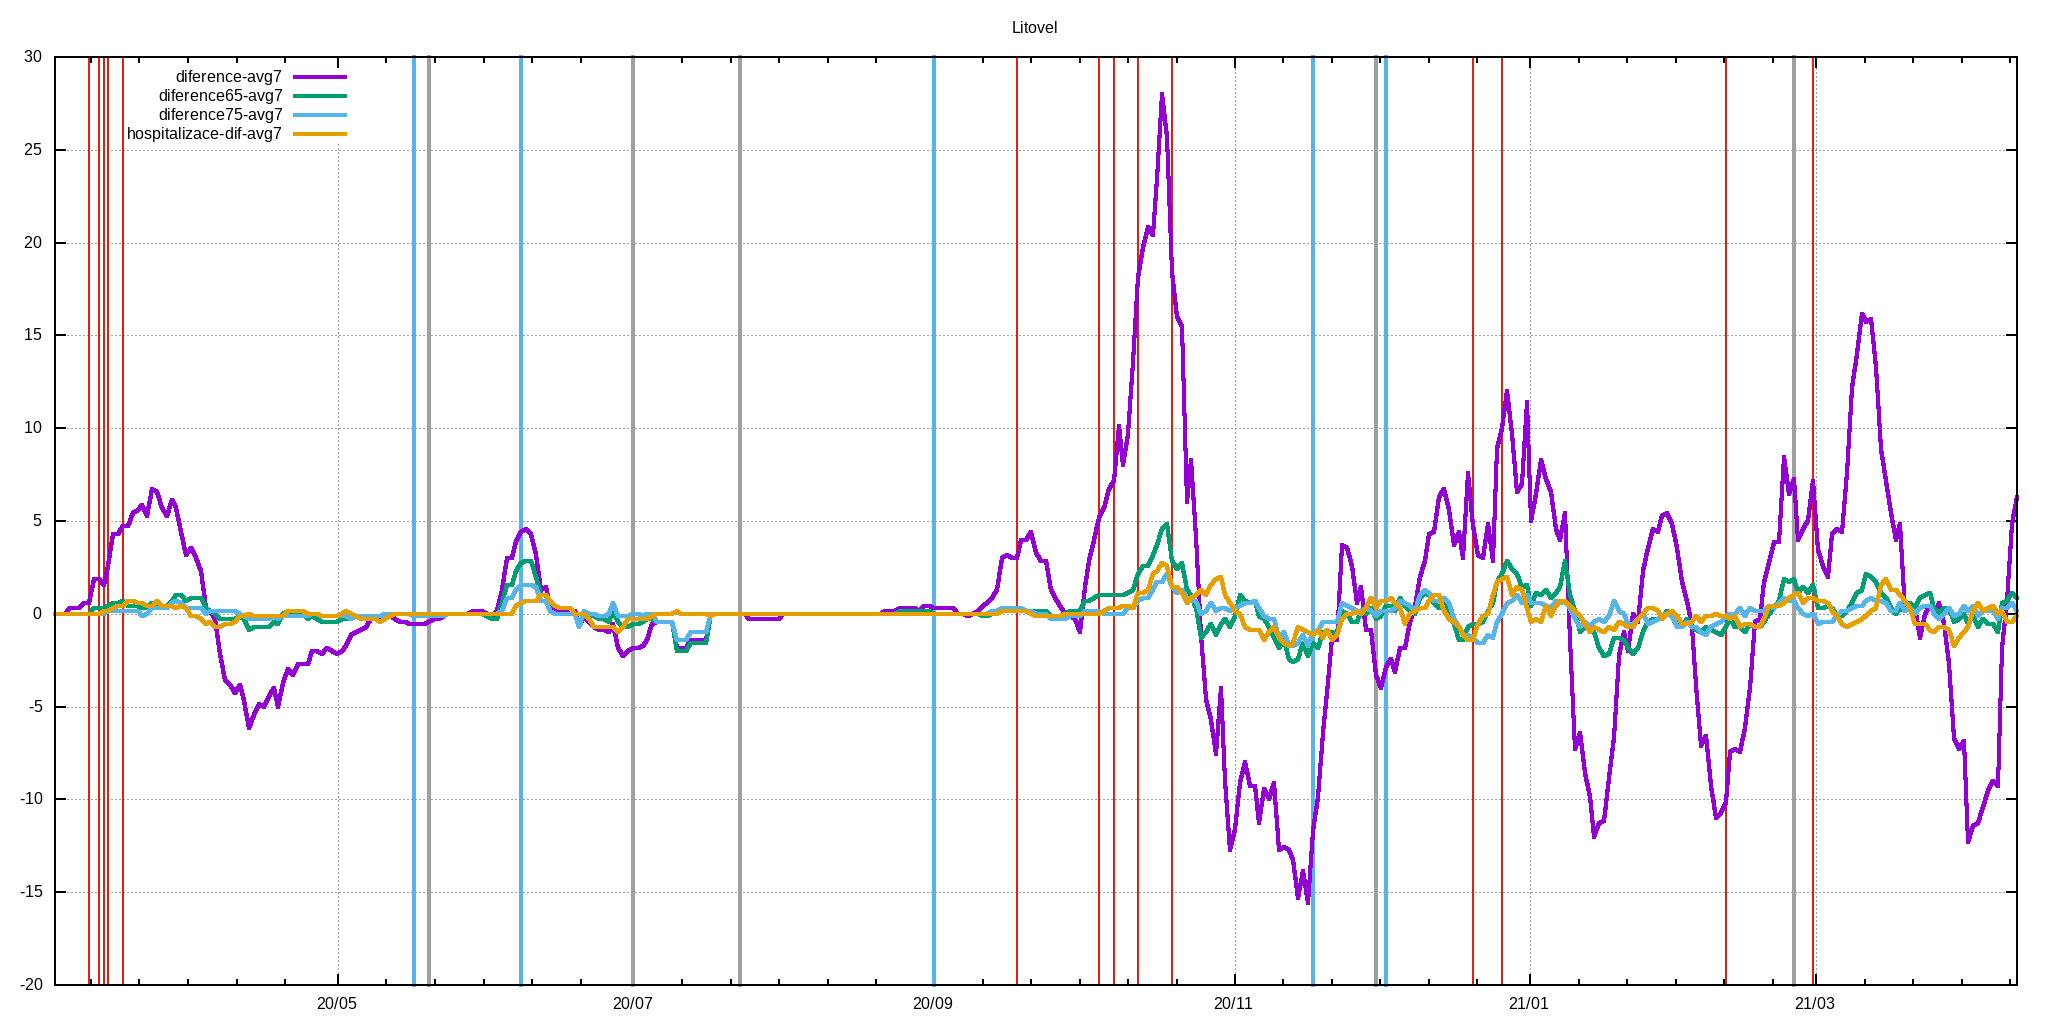 Litovel
30
diference-avg7
diference65-avg7
diference75-avg7
hospitalizace-dif-avg7
25
20
15
10
5
0
-5
-10
-15
-20
20/05 20/07 20/09 20/11 21/01 21/03